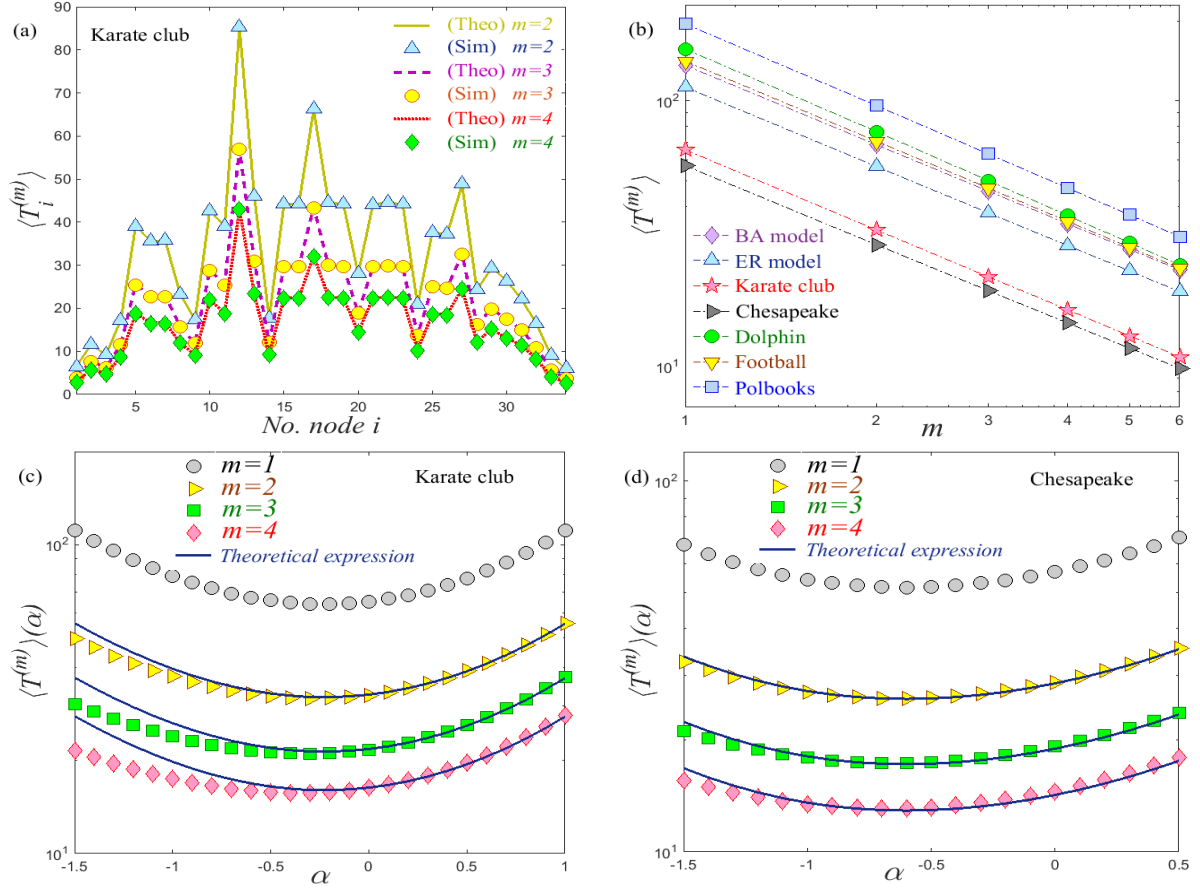 (a)
Karate club
(Theo) m=2
(Sim) m=2
(Theo) m=3
(Sim) m=3
(Theo) m=4
(Sim) m=4
90
80
70
60
50
40
30
20
10
0
5 10 15 20 25 30
No. node i
⟨T_i^(m)⟩
(b)
10^2
10^1
⟨T^(m)⟩
BA model
ER model
Karate club
Chesapeake
Dolphin
Football
Polbooks
1 2 3 4 5 6
m
(c)
m=1
m=2
m=3
m=4
Theoretical expression
Karate club
10^2
10^1
⟨T^(m)⟩(α)
-1.5 -1 -0.5 0 0.5 1
α
(d)
m=1
m=2
m=3
m=4
Theoretical expression
Chesapeake
10^2
10^1
⟨T^(m)⟩(α)
-1.5 -1 -0.5 0 0.5
α